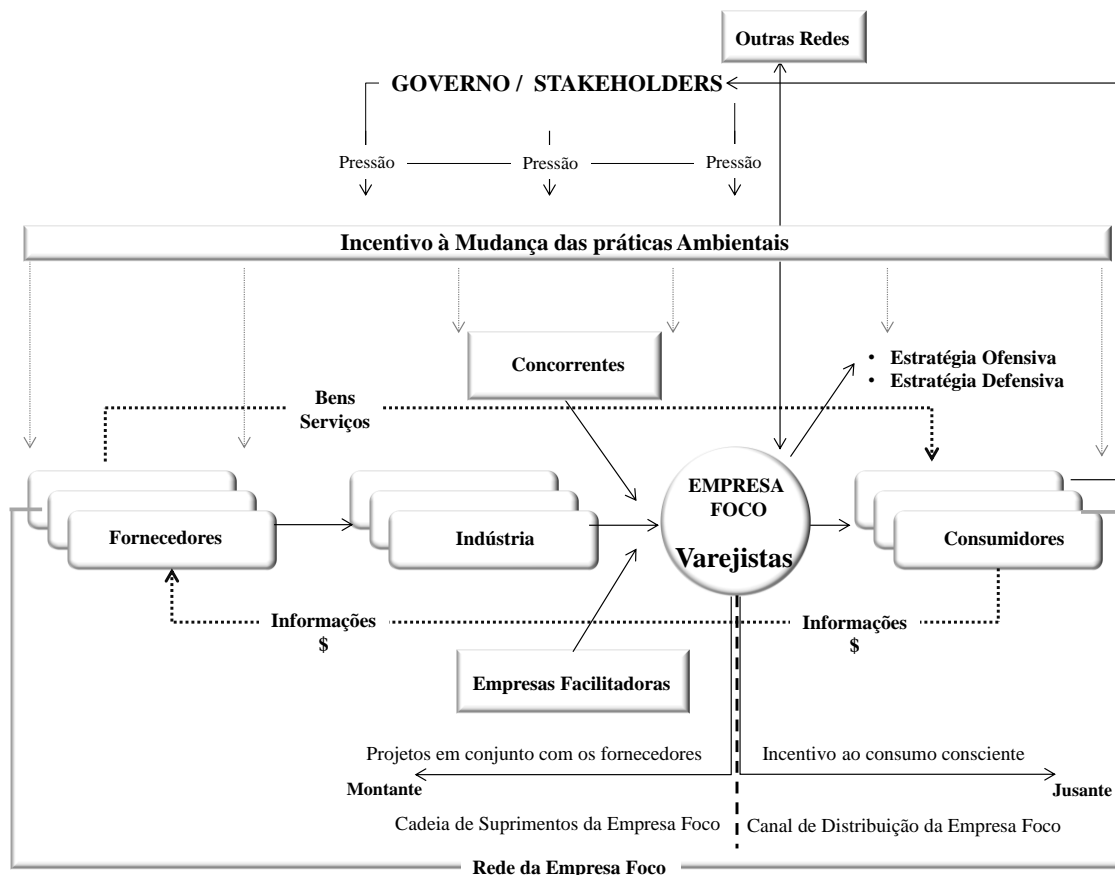 Outras Redes
GOVERNO / STAKEHOLDERS
Pressão
Pressão
Pressão
Incentivo à Mudança das práticas Ambientais
Concorrentes
• Estratégia Ofensiva
• Estratégia Defensiva
Bens
Serviços
EMPRESA
FOCO
Varejistas
Fornecedores
Indústria
Consumidores
Informações
$
Informações
$
Empresas Facilitadoras
Projetos em conjunto com os fornecedores
Incentivo ao consumo consciente
Montante
Jusante
Cadeia de Suprimentos da Empresa Foco
Canal de Distribuição da Empresa Foco
Rede da Empresa Foco